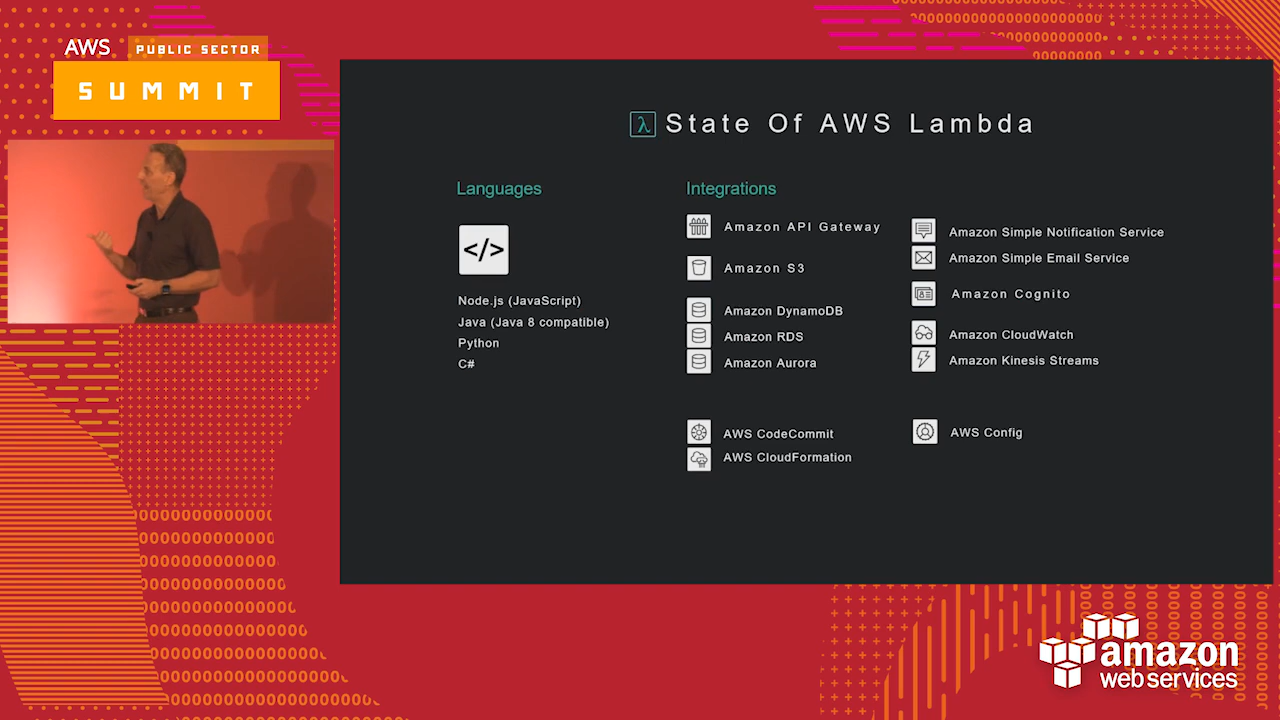 AWS PUBLIC SECTOR
SUMMIT
λ State Of AWS Lambda
Languages
</>
Node.js (JavaScript)
Java (Java 8 compatible)
Python
C#
Integrations
Amazon API Gateway
Amazon S3
Amazon DynamoDB
Amazon RDS
Amazon Aurora
AWS CodeCommit
AWS CloudFormation
Amazon Simple Notification Service
Amazon Simple Email Service
Amazon Cognito
Amazon CloudWatch
Amazon Kinesis Streams
AWS Config
amazon
web services